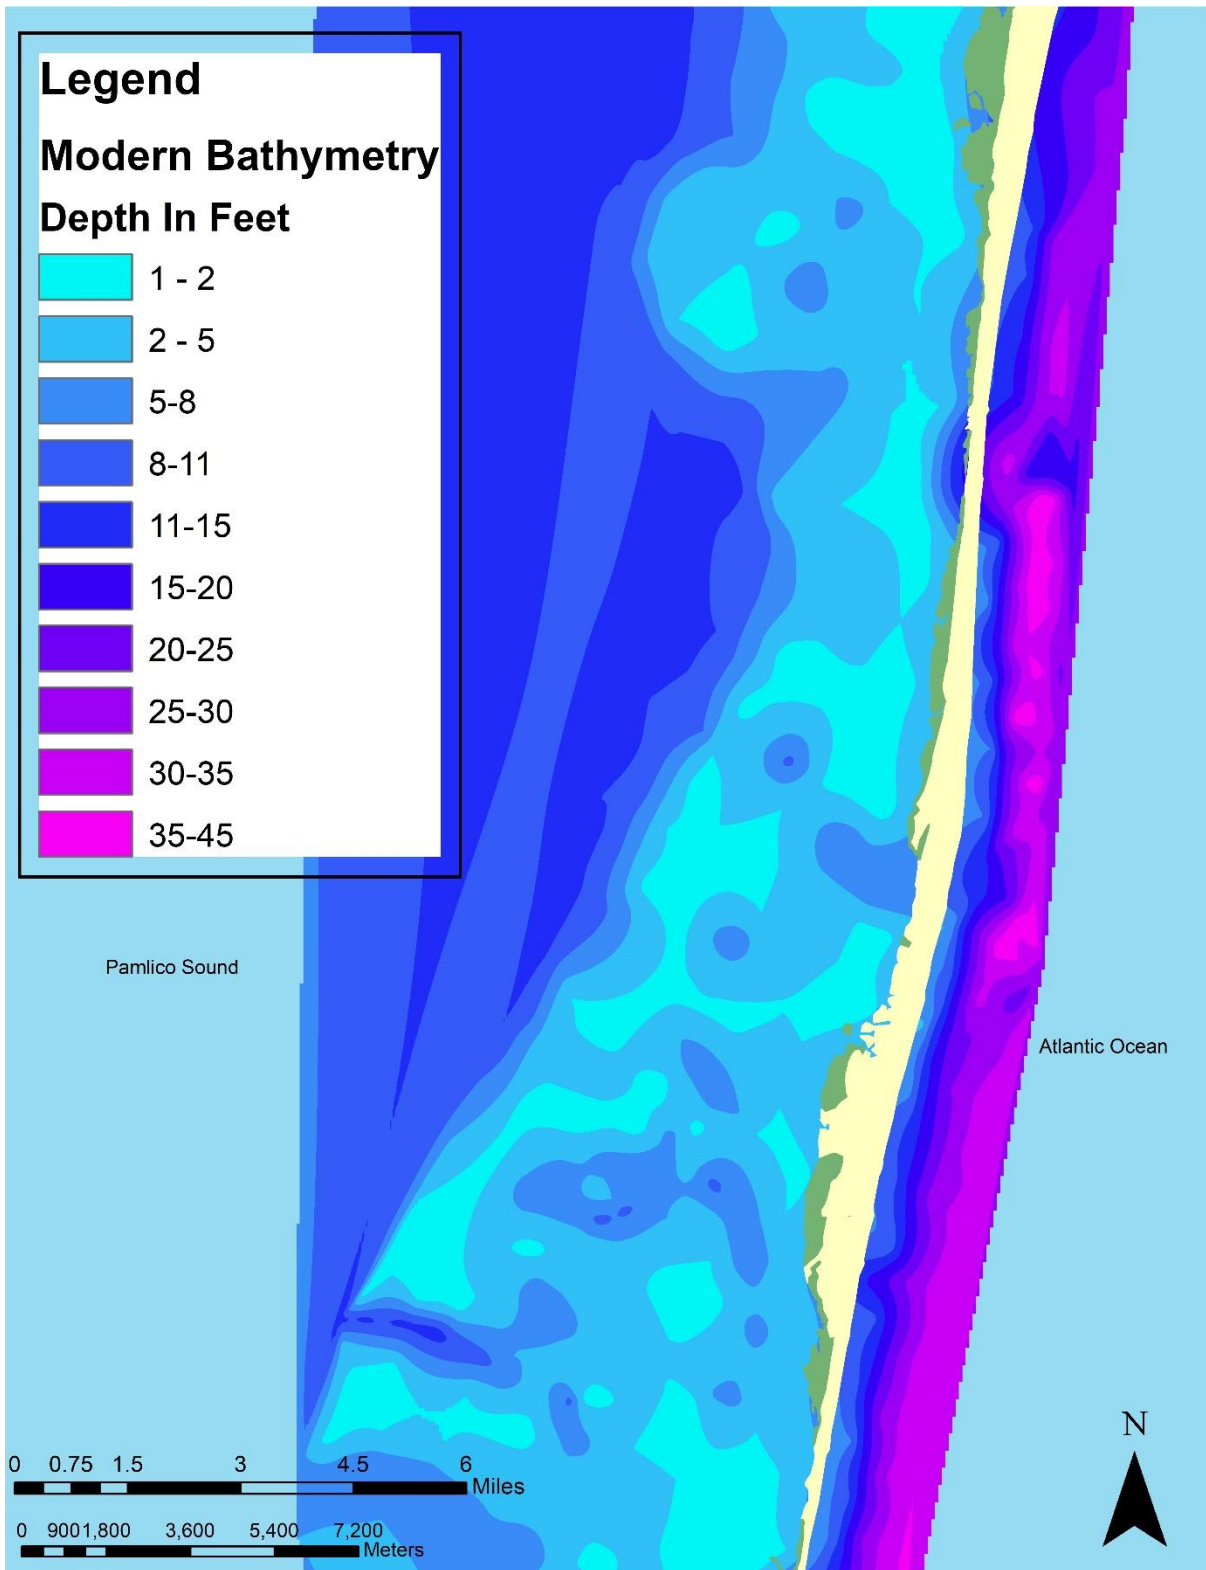 Legend
Modern Bathymetry
Depth In Feet
1 - 2
2 - 5
5-8
8-11
11-15
15-20
20-25
25-30
30-35
35-45
Pamlico Sound
Atlantic Ocean
N
0 0.75 1.5 3 4.5 6
Miles
0 900 1,800 3,600 5,400 7,200
Meters